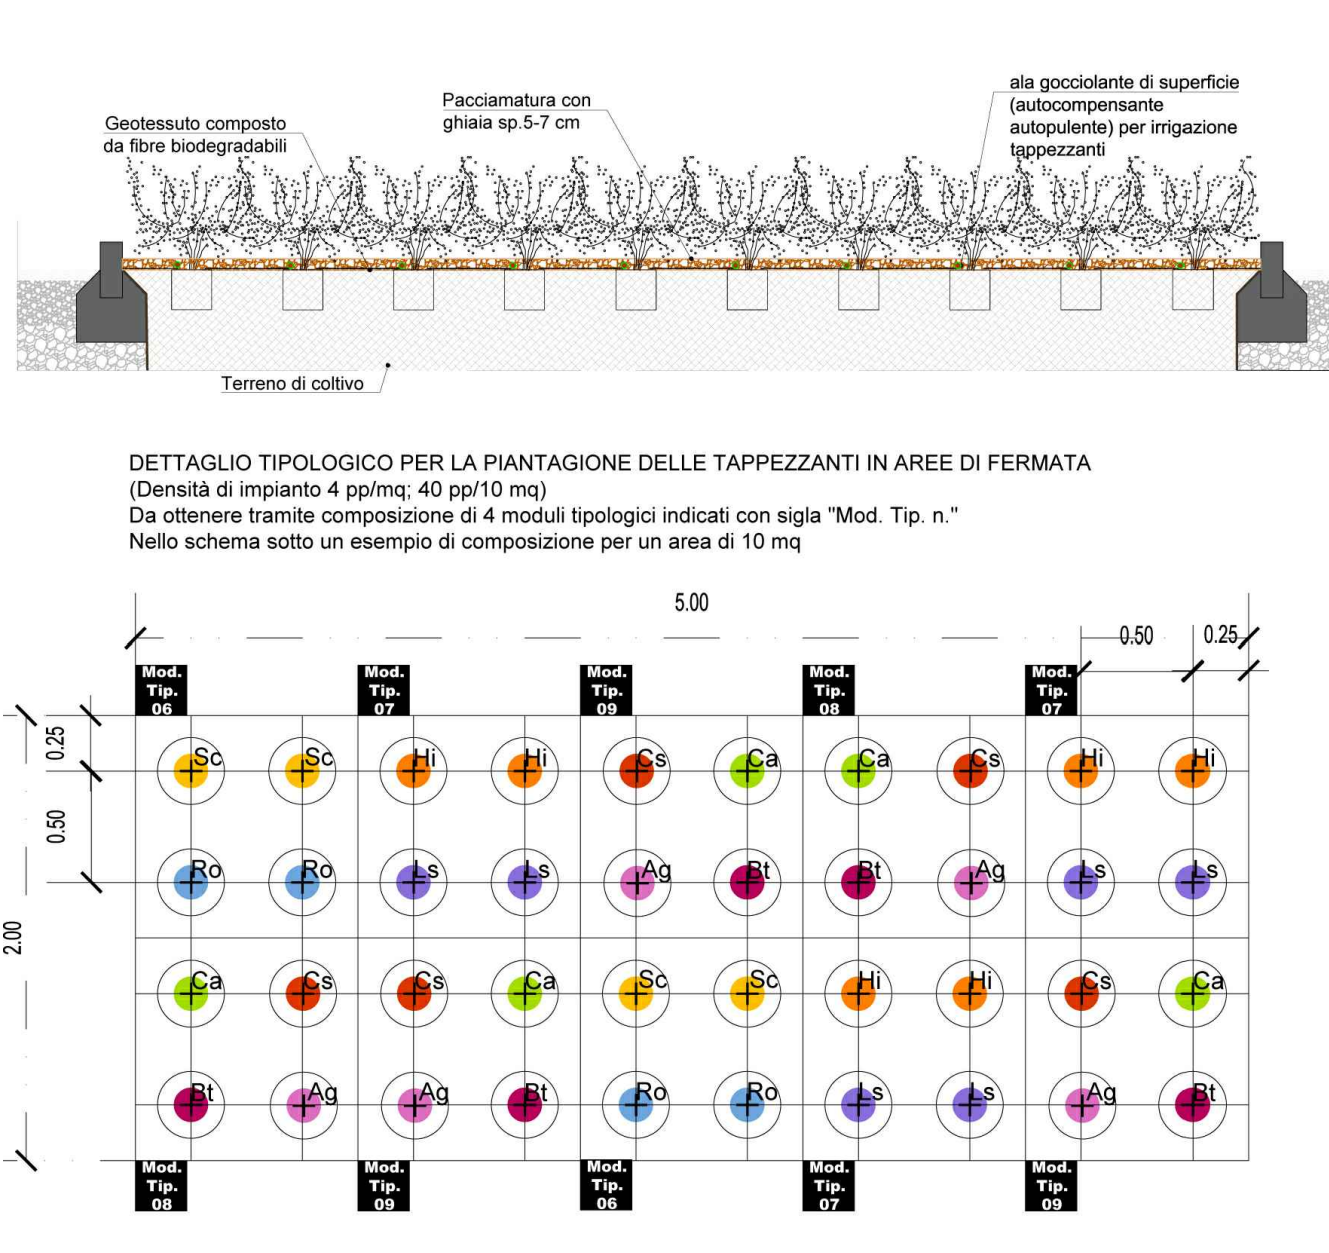 ala gocciolante di superficie
(autocompensante
autopulente) per irrigazione
tappezzanti
Pacciamatura con
ghiaia sp.5-7 cm
Geotessuto composto
da fibre biodegradabili
Terreno di coltivo
DETTAGLIO TIPOLOGICO PER LA PIANTAGIONE DELLE TAPPEZZANTI IN AREE DI FERMATA
(Densità di impianto 4 pp/mq; 40 pp/10 mq)
Da ottenere tramite composizione di 4 moduli tipologici indicati con sigla "Mod. Tip. n."
Nello schema sotto un esempio di composizione per un area di 10 mq
5.00
0.50 0.25
Mod. Mod. Mod. Mod. Mod.
Tip. Tip. Tip. Tip. Tip.
06 07 09 08 07
0.25
Sc Sc Hi Hi Cs Ca Ca Cs Hi Hi
0.50
Ro Ro Ls Ls Ag Bt Bt Ag Ls Ls
2.00
Ca Cs Cs Ca Sc Sc Hi Hi Cs Ca
Bt Ag Ag Bt Ro Ro Ls Ls Ag Bt
Mod. Mod. Mod. Mod. Mod.
Tip. Tip. Tip. Tip. Tip.
08 09 06 07 09